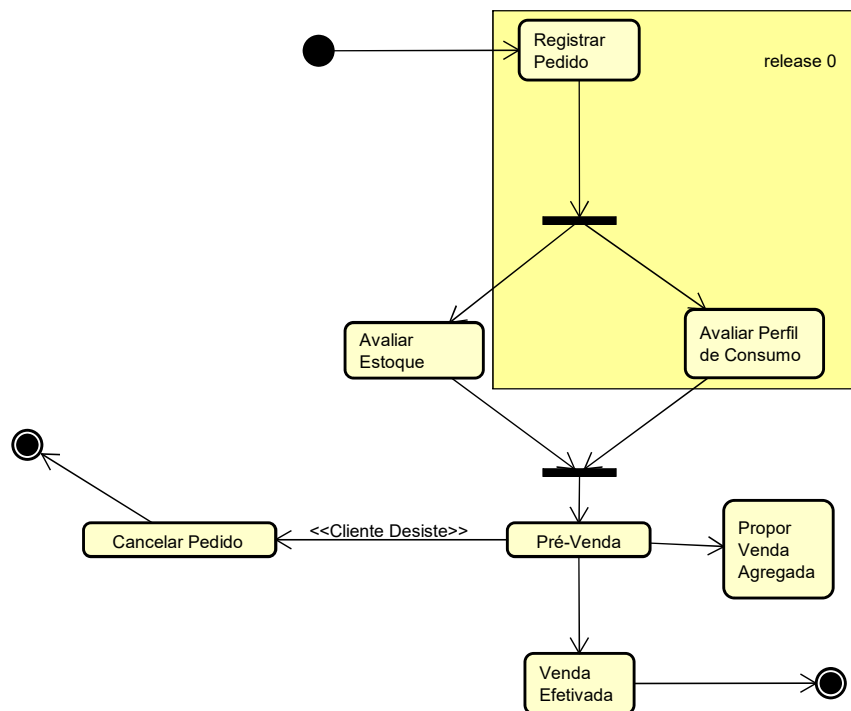 Registrar
Pedido
release 0
Avaliar
Estoque
Avaliar Perfil
de Consumo
Cancelar Pedido
<<Cliente Desiste>>
Pré-Venda
Propor
Venda
Agregada
Venda
Efetivada